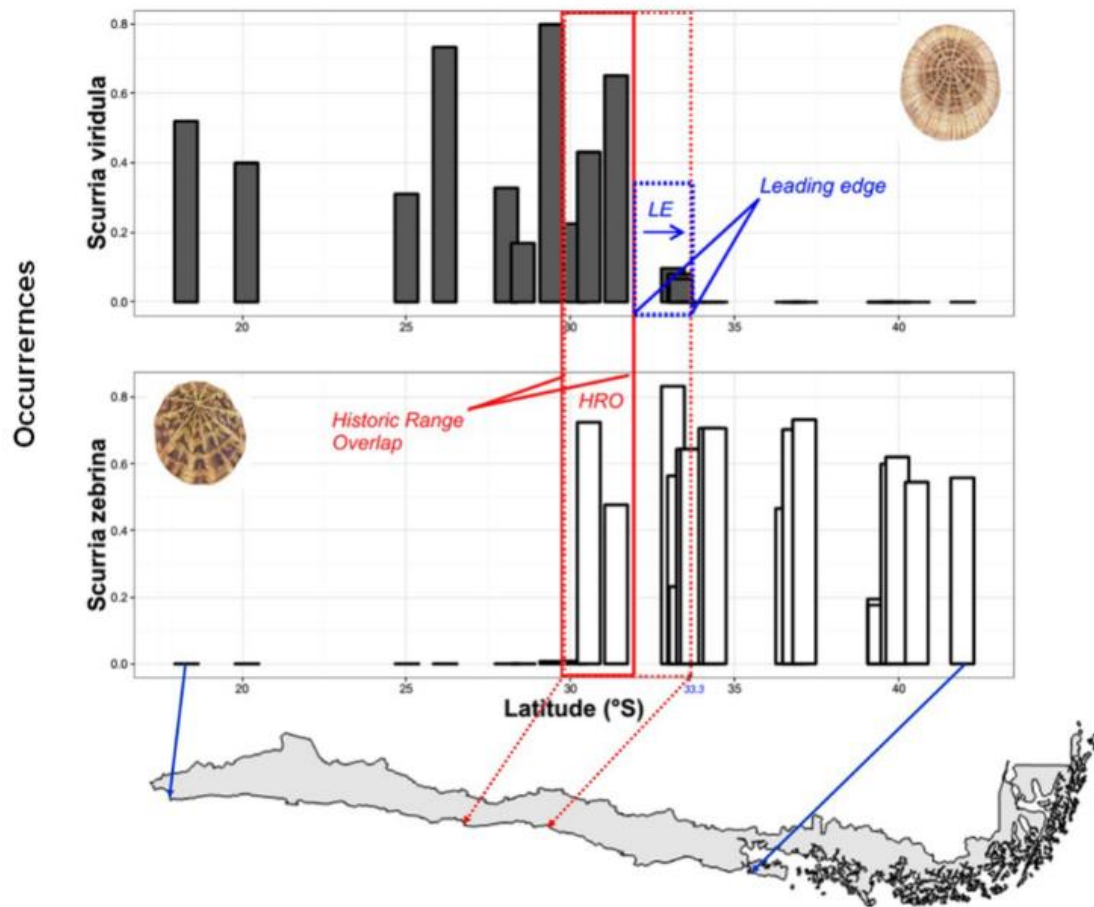 Occurrernces
Scurria viridula
0.8
0.6
0.4
0.2
0.0
LE
Leading edge
20
25
30
35
40
Scurria zebrina
0.8
0.6
0.4
0.2
0.0
Historic Range
Overlap
HRO
20
25
30
33.3
35
40
Latitude (°S)